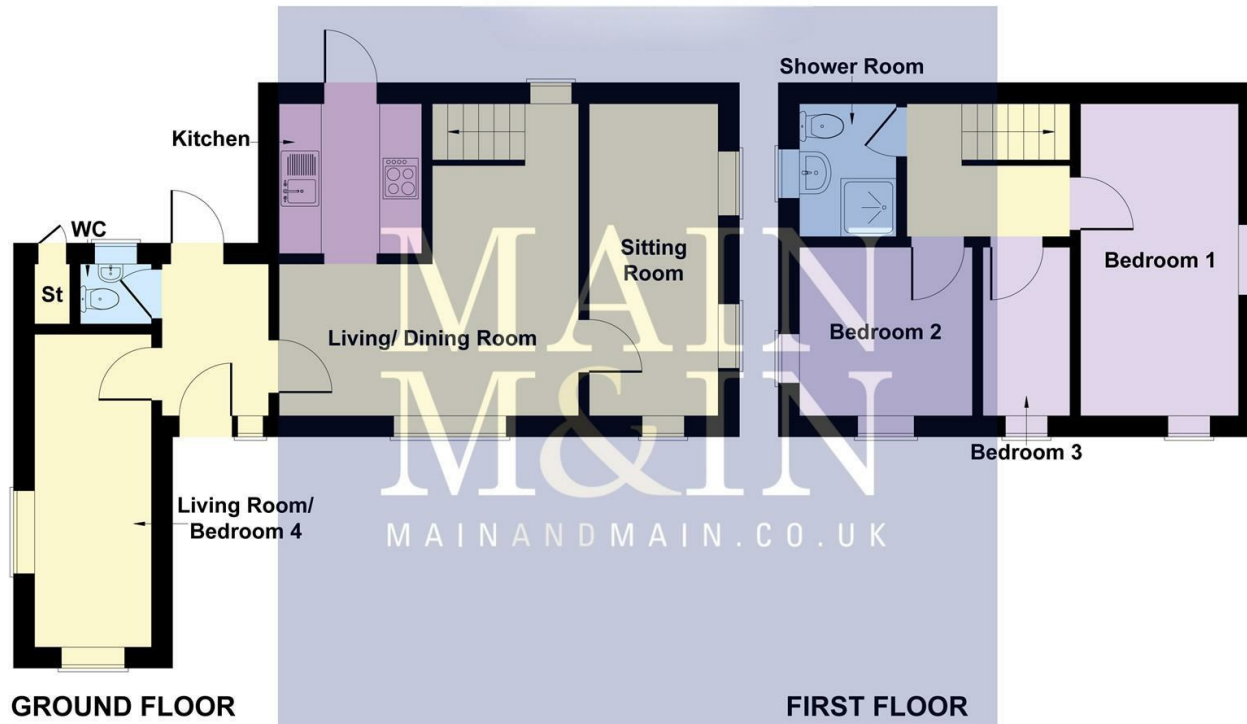 Shower Room
Kitchen
WC
St
Sitting
Room
Bedroom 1
Living/ Dining Room
Bedroom 2
Bedroom 3
Living Room/
Bedroom 4
MAIN
M&IN
MAINANDMAIN.CO.UK
GROUND FLOOR
FIRST FLOOR